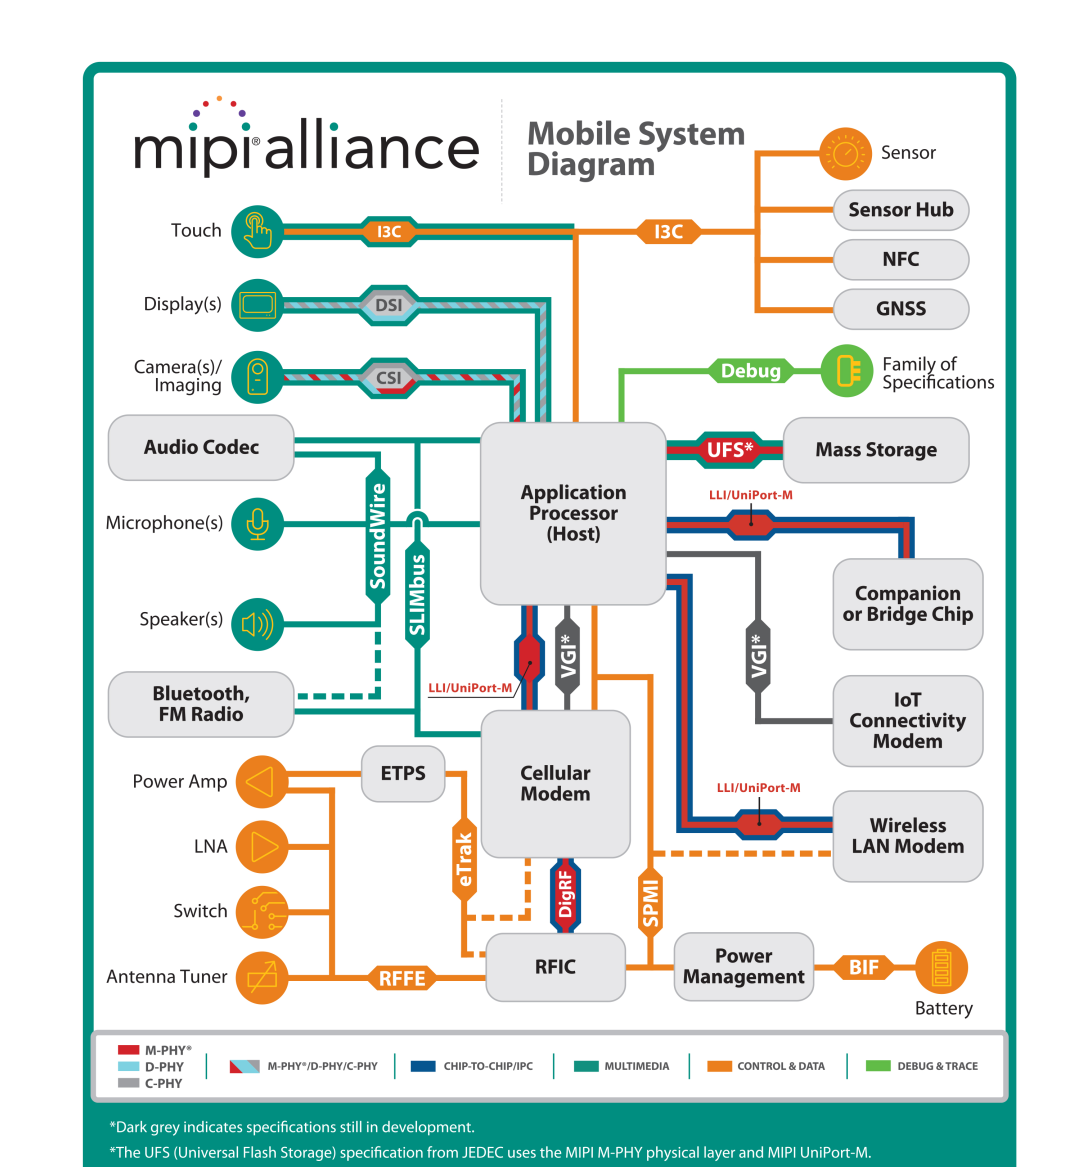 mipi® alliance
Mobile System
Diagram
Sensor
Sensor Hub
Touch
I3C
I3C
NFC
Display(s)
DSI
GNSS
Camera(s)/
Imaging
CSI
Debug
Family of
Specifications
Audio Codec
UFS*
Mass Storage
Application
Processor
(Host)
LLI/UniPort-M
Microphone(s)
SoundWire
SLIMbus
Companion
or Bridge Chip
Speaker(s)
VGI*
VGI*
LLI/UniPort-M
Bluetooth,
FM Radio
IoT
Connectivity
Modem
Power Amp
ETPS
Cellular
Modem
LLI/UniPort-M
LNA
eTrak
Wireless
LAN Modem
Switch
DigRF
SPMI
Antenna Tuner
RFFE
RFIC
Power
Management
BIF
Battery
M-PHY®
D-PHY
C-PHY
M-PHY®/D-PHY/C-PHY
CHIP-TO-CHIP/IPC
MULTIMEDIA
CONTROL & DATA
DEBUG & TRACE
*Dark grey indicates specifications still in development.
*The UFS (Universal Flash Storage) specification from JEDEC uses the MIPI M-PHY physical layer and MIPI UniPort-M.